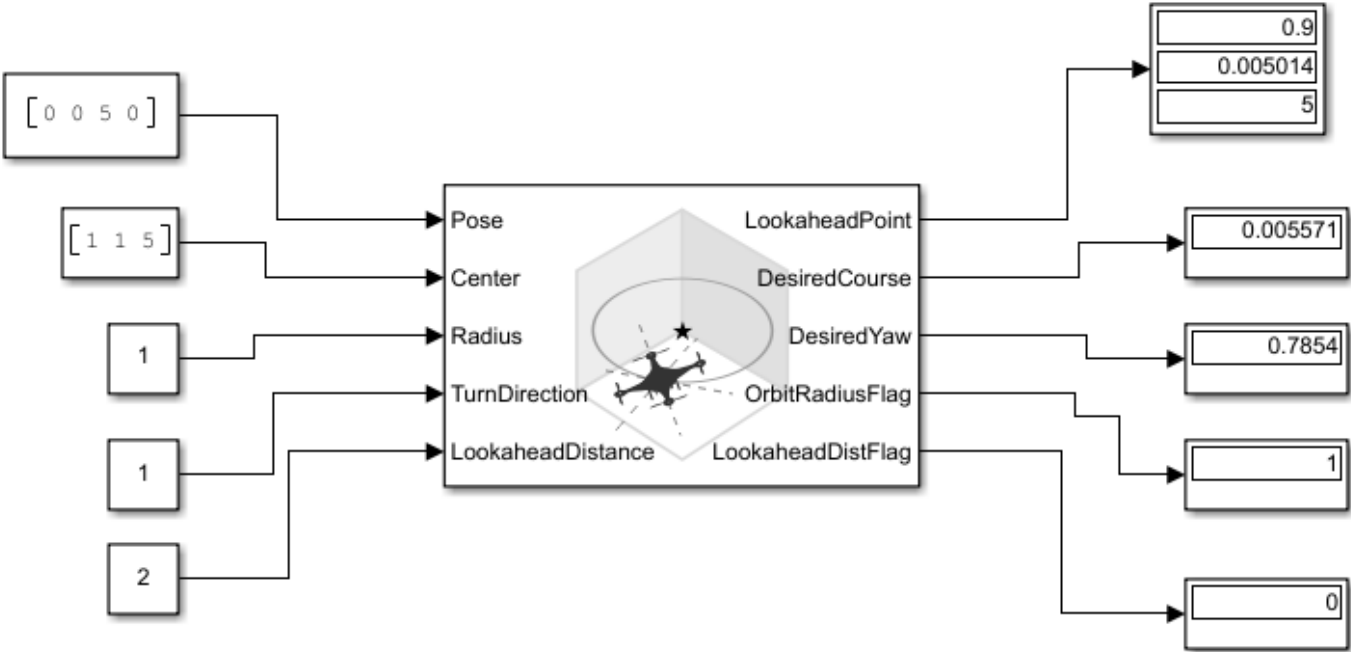 [0 0 5 0]
[1 1 5]
1
1
2
Pose
Center
Radius
TurnDirection
LookaheadDistance
LookaheadPoint
DesiredCourse
DesiredYaw
OrbitRadiusFlag
LookaheadDistFlag
0.9
0.005014
5
0.005571
0.7854
1
0